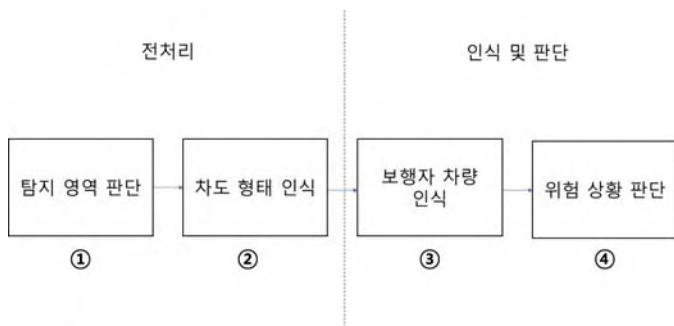 전처리
인식 및 판단
탐지 영역 판단
차도 형태 인식
보행자 차량
인식
위험 상황 판단
①
②
③
④